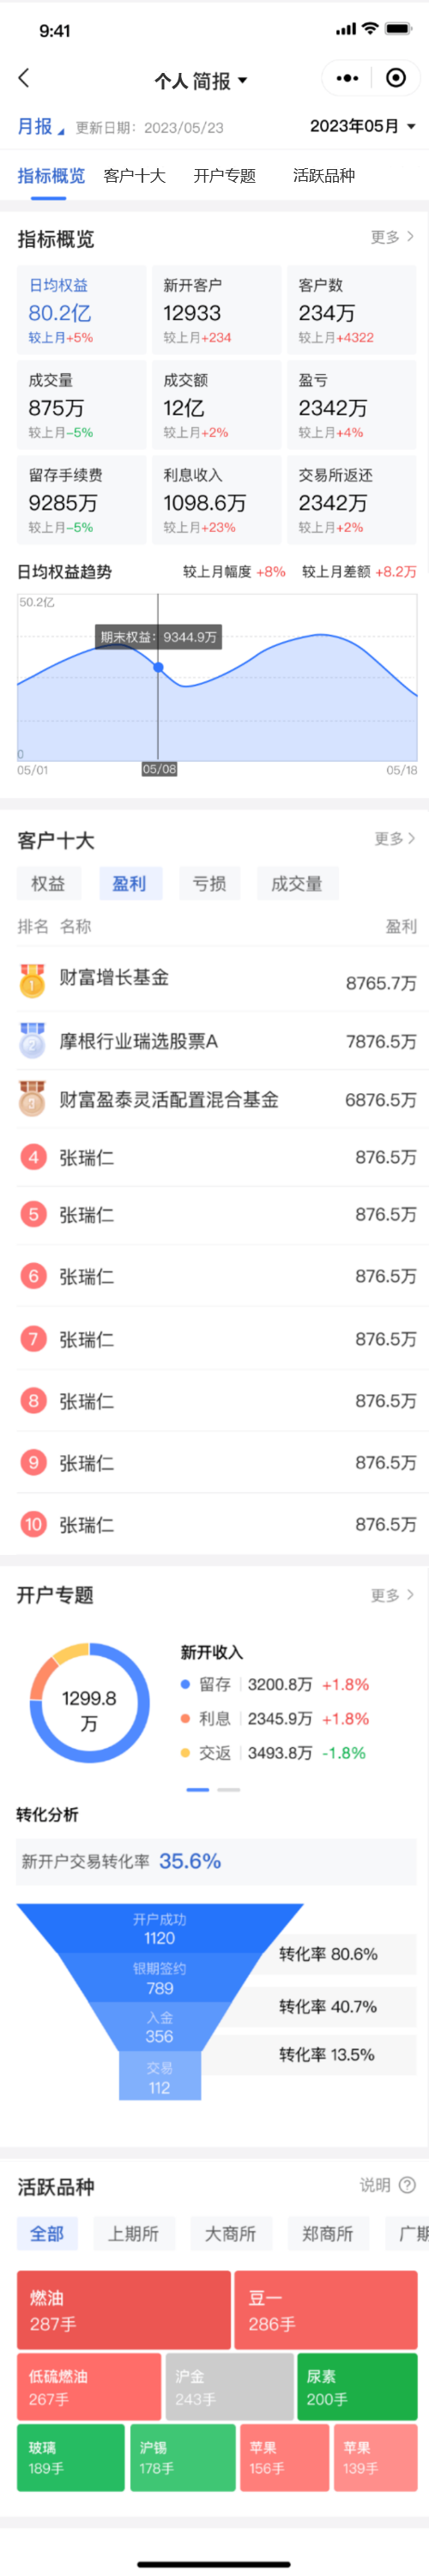 9:41
个人简报
月报 更新日期：2023/05/23 2023年05月
指标概览 客户十大 开户专题 活跃品种
指标概览 更多
日均权益 新开客户 客户数
80.2亿 12933 234万
较上月+5% 较上月+234 较上月+4322
成交量 成交额 盈亏
875万 12亿 2342万
较上月-5% 较上月+2% 较上月+4%
留存手续费 利息收入 交易所返还
9285万 1098.6万 2342万
较上月-5% 较上月+23% 较上月+2%
日均权益趋势 较上月幅度 +8% 较上月差额 +8.2万
50.2亿
期末权益：9344.9万
0
05/01 05/08 05/18
客户十大 更多
权益 盈利 亏损 成交量
排名 名称 盈利
1 财富增长基金 8765.7万
2 摩根行业瑞选股票A 7876.5万
3 财富盈泰灵活配置混合基金 6876.5万
4 张瑞仁 876.5万
5 张瑞仁 876.5万
6 张瑞仁 876.5万
7 张瑞仁 876.5万
8 张瑞仁 876.5万
9 张瑞仁 876.5万
10 张瑞仁 876.5万
开户专题 更多
1299.8
万
新开收入
留存 3200.8万 +1.8%
利息 2345.9万 +1.8%
交返 3493.8万 -1.8%
转化分析
新开户交易转化率 35.6%
开户成功
1120
转化率 80.6%
银期签约
789
转化率 40.7%
入金
356
转化率 13.5%
交易
112
活跃品种 说明 ?
全部 上期所 大商所 郑商所 广期
燃油 豆一
287手 286手
低硫燃油 沪金 尿素
267手 243手 200手
玻璃 沪锡 苹果 苹果
189手 178手 156手 139手